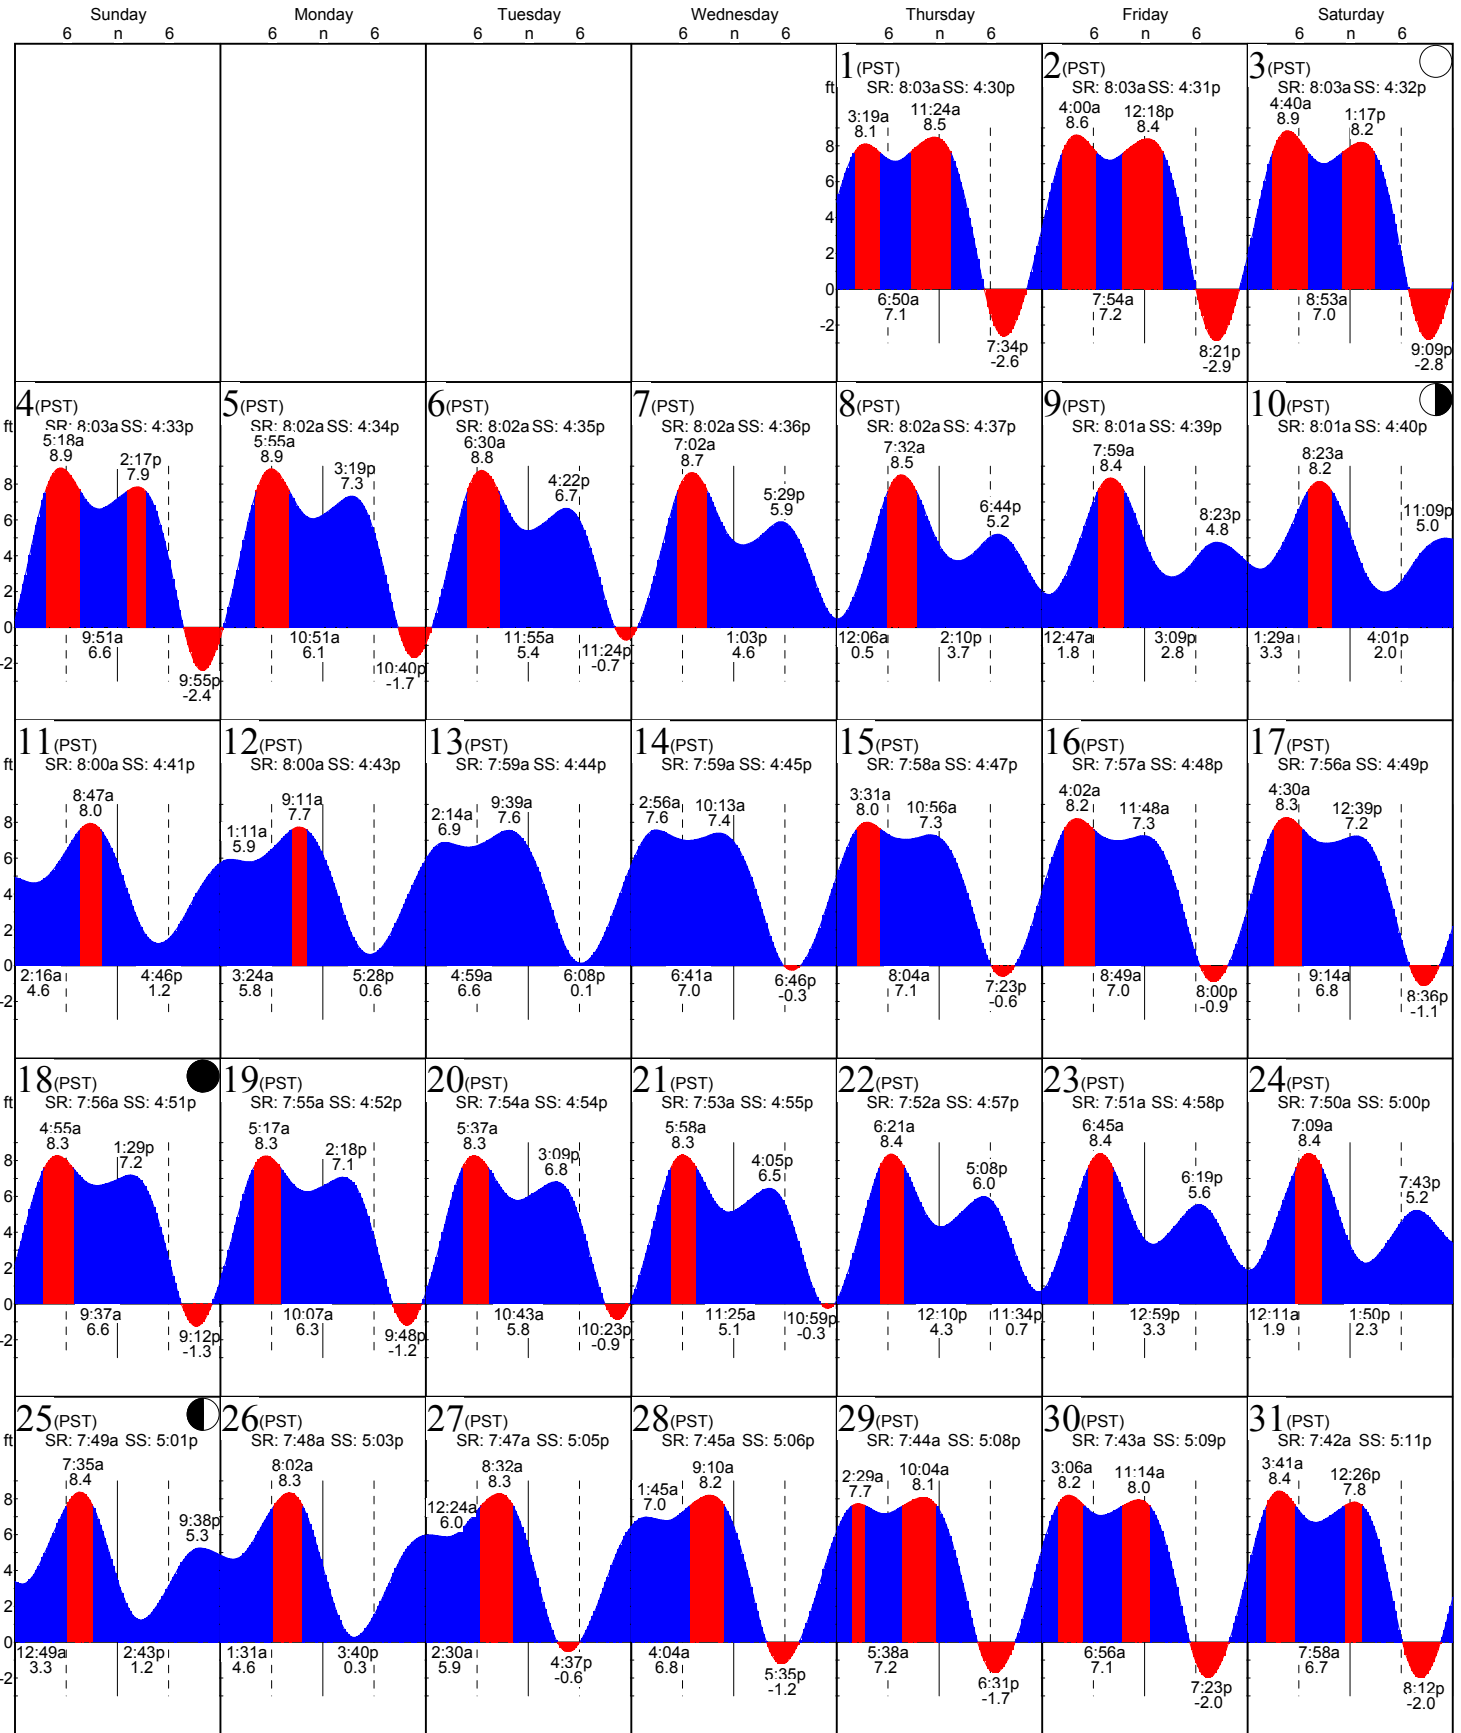 Sunday Monday Tuesday Wednesday Thursday Friday Saturday
6 n 6 6 n 6 6 n 6 6 n 6 6 n 6 6 n 6 6 n 6
1(PST) 2(PST) 3(PST)
ft SR: 8:03a SS: 4:30p SR: 8:03a SS: 4:31p SR: 8:03a SS: 4:32p
3:19a 11:24a 4:00a 12:18p 4:40a 1:17p
8.1 8.5 8.6 8.4 8.9 8.2
8
6
4
2
0
6:50a 7:54a 8:53a
7.1 7.2 7.0
-2
7:34p 8:21p 9:09p
-2.6 -2.9 -2.8
4(PST) 5(PST) 6(PST) 7(PST) 8(PST) 9(PST) 10(PST)
ft SR: 8:03a SS: 4:33p SR: 8:02a SS: 4:34p SR: 8:02a SS: 4:35p SR: 8:02a SS: 4:36p SR: 8:02a SS: 4:37p SR: 8:01a SS: 4:39p SR: 8:01a SS: 4:40p
5:18a 2:17p 5:55a 3:19p 6:30a 4:22p 7:02a 5:29p 7:32a 6:44p 7:59a 8:23p 8:23a 11:09p
8.9 7.9 8.9 7.3 8.8 6.7 8.7 5.9 8.5 5.2 8.4 4.8 8.2 5.0
8
6
4
2
0
9:51a 10:51a 11:55a 11:24p 1:03p 12:06a 2:10p 12:47a 3:09p 1:29a 4:01p
6.6 6.1 5.4 -0.7 4.6 0.5 3.7 1.8 2.8 3.3 2.0
-2
9:55p 10:40p
-2.4 -1.7
11(PST) 12(PST) 13(PST) 14(PST) 15(PST) 16(PST) 17(PST)
ft SR: 8:00a SS: 4:41p SR: 8:00a SS: 4:43p SR: 7:59a SS: 4:44p SR: 7:59a SS: 4:45p SR: 7:58a SS: 4:47p SR: 7:57a SS: 4:48p SR: 7:56a SS: 4:49p
8:47a 1:11a 9:11a 2:14a 9:39a 2:56a 10:13a 3:31a 10:56a 4:02a 11:48a 4:30a 12:39p
8.0 5.9 7.7 6.9 7.6 7.6 7.4 8.0 7.3 8.2 7.3 8.3 7.2
8
6
4
2
0
2:16a 4:46p 3:24a 5:28p 4:59a 6:08p 6:41a 6:46p 8:04a 7:23p 8:49a 8:00p 9:14a 8:36p
4.6 1.2 5.8 0.6 6.6 0.1 7.0 -0.3 7.1 -0.6 7.0 -0.9 6.8 -1.1
-2
18(PST) 19(PST) 20(PST) 21(PST) 22(PST) 23(PST) 24(PST)
ft SR: 7:56a SS: 4:51p SR: 7:55a SS: 4:52p SR: 7:54a SS: 4:54p SR: 7:53a SS: 4:55p SR: 7:52a SS: 4:57p SR: 7:51a SS: 4:58p SR: 7:50a SS: 5:00p
4:55a 1:29p 5:17a 2:18p 5:37a 3:09p 5:58a 4:05p 6:21a 5:08p 6:45a 6:19p 7:09a 7:43p
8.3 7.2 8.3 7.1 8.3 6.8 8.3 6.5 8.4 6.0 8.4 5.6 8.4 5.2
8
6
4
2
0
9:37a 9:12p 10:07a 9:48p 10:43a 10:23p 11:25a 10:59p 12:10p 11:34p 12:59p 12:11a 1:50p
6.6 -1.3 6.3 -1.2 5.8 -0.9 5.1 -0.3 4.3 0.7 3.3 1.9 2.3
-2
25(PST) 26(PST) 27(PST) 28(PST) 29(PST) 30(PST) 31(PST)
ft SR: 7:49a SS: 5:01p SR: 7:48a SS: 5:03p SR: 7:47a SS: 5:05p SR: 7:45a SS: 5:06p SR: 7:44a SS: 5:08p SR: 7:43a SS: 5:09p SR: 7:42a SS: 5:11p
7:35a 9:38p 8:02a 12:24a 8:32a 1:45a 9:10a 2:29a 10:04a 3:06a 11:14a 3:41a 12:26p
8.4 5.3 8.3 6.0 8.3 7.0 8.2 7.7 8.1 8.2 8.0 8.4 7.8
8
6
4
2
0
12:49a 2:43p 1:31a 3:40p 2:30a 4:37p 4:04a 5:35p 5:38a 6:31p 6:56a 7:23p 7:58a 8:12p
3.3 1.2 4.6 0.3 5.9 -0.6 6.8 -1.2 7.2 -1.7 7.1 -2.0 6.7 -2.0
-2